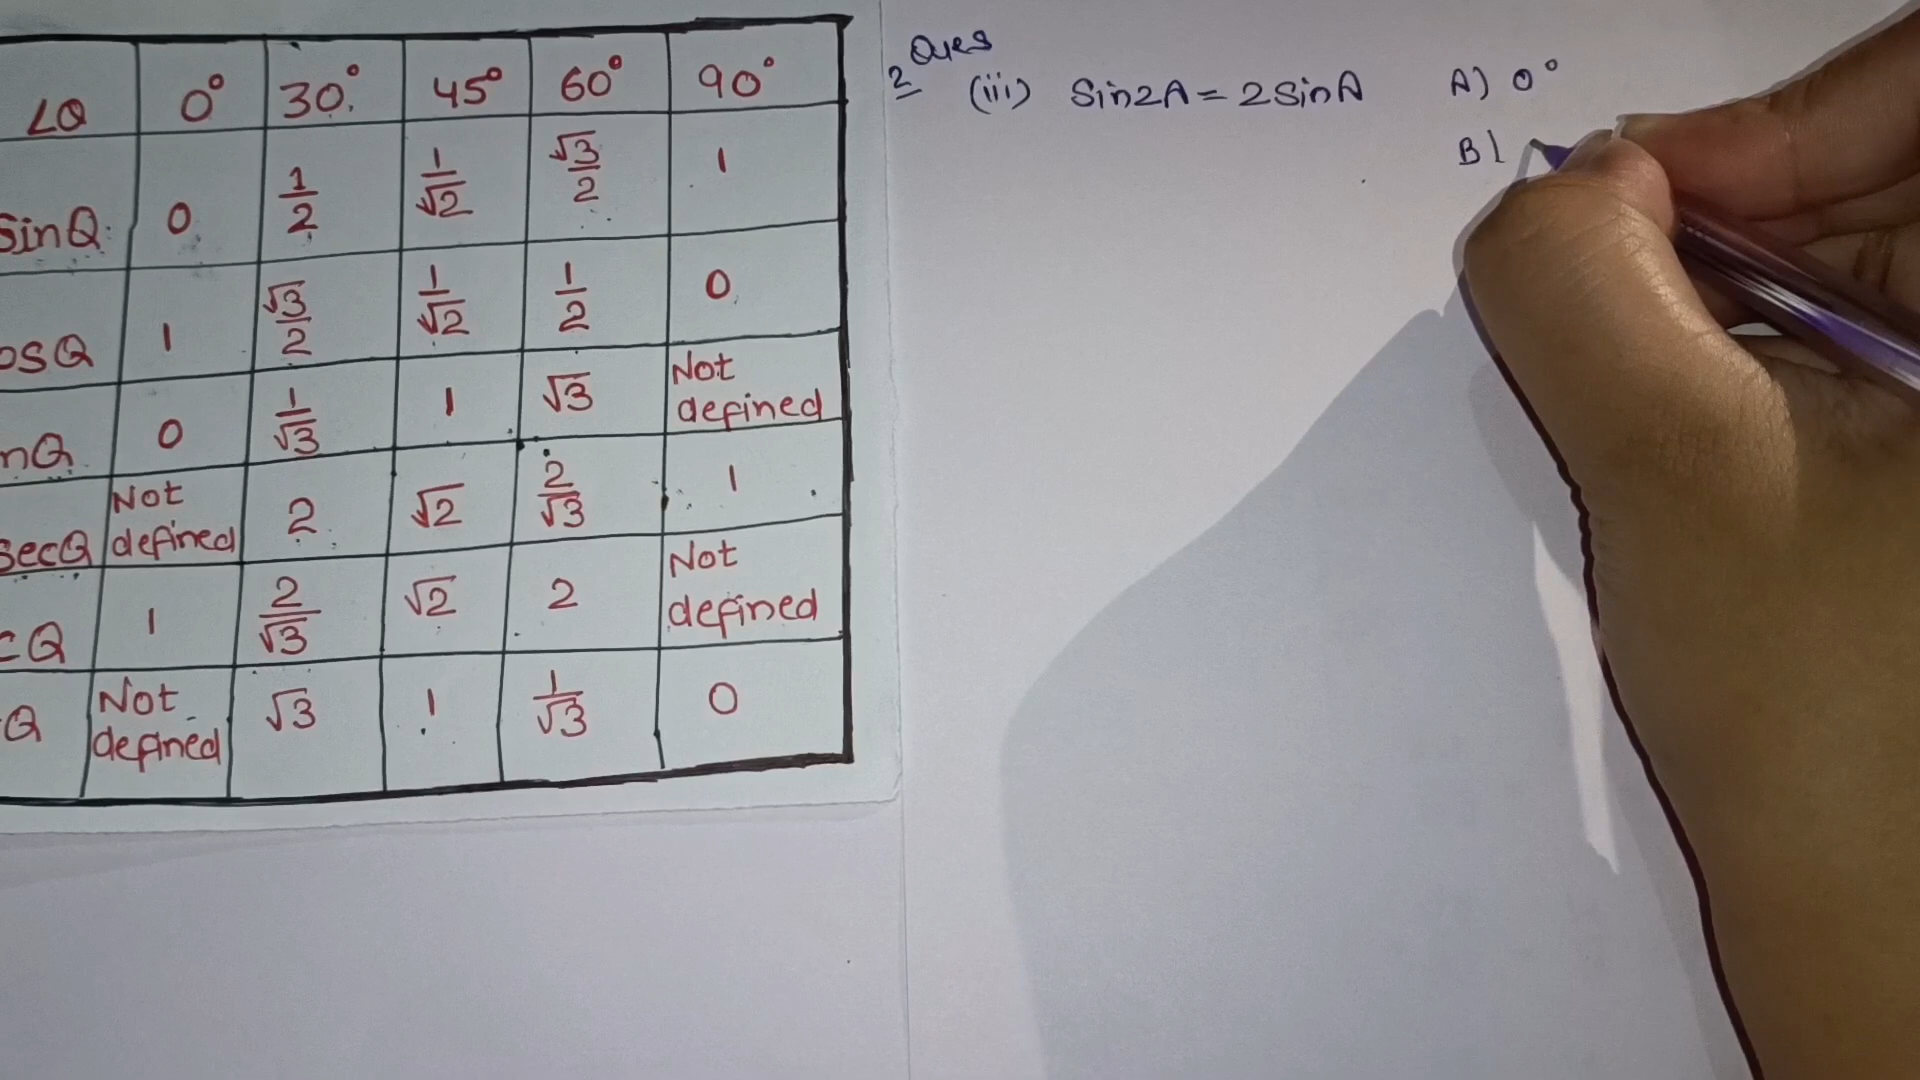 ∠Q 0° 30° 45° 60° 90°
SinQ 0 1/2 1/√2 √3/2 1
osQ 1 √3/2 1/√2 1/2 0
nQ 0 1/√3 1 √3 Not defined
secQ Not defined 2 √2 2/√3 1
cQ 1 2/√3 √2 2 Not defined
Q Not defined √3 1 1/√3 0
2 Ques
(iii) Sin2A = 2SinA A) 0°
B)